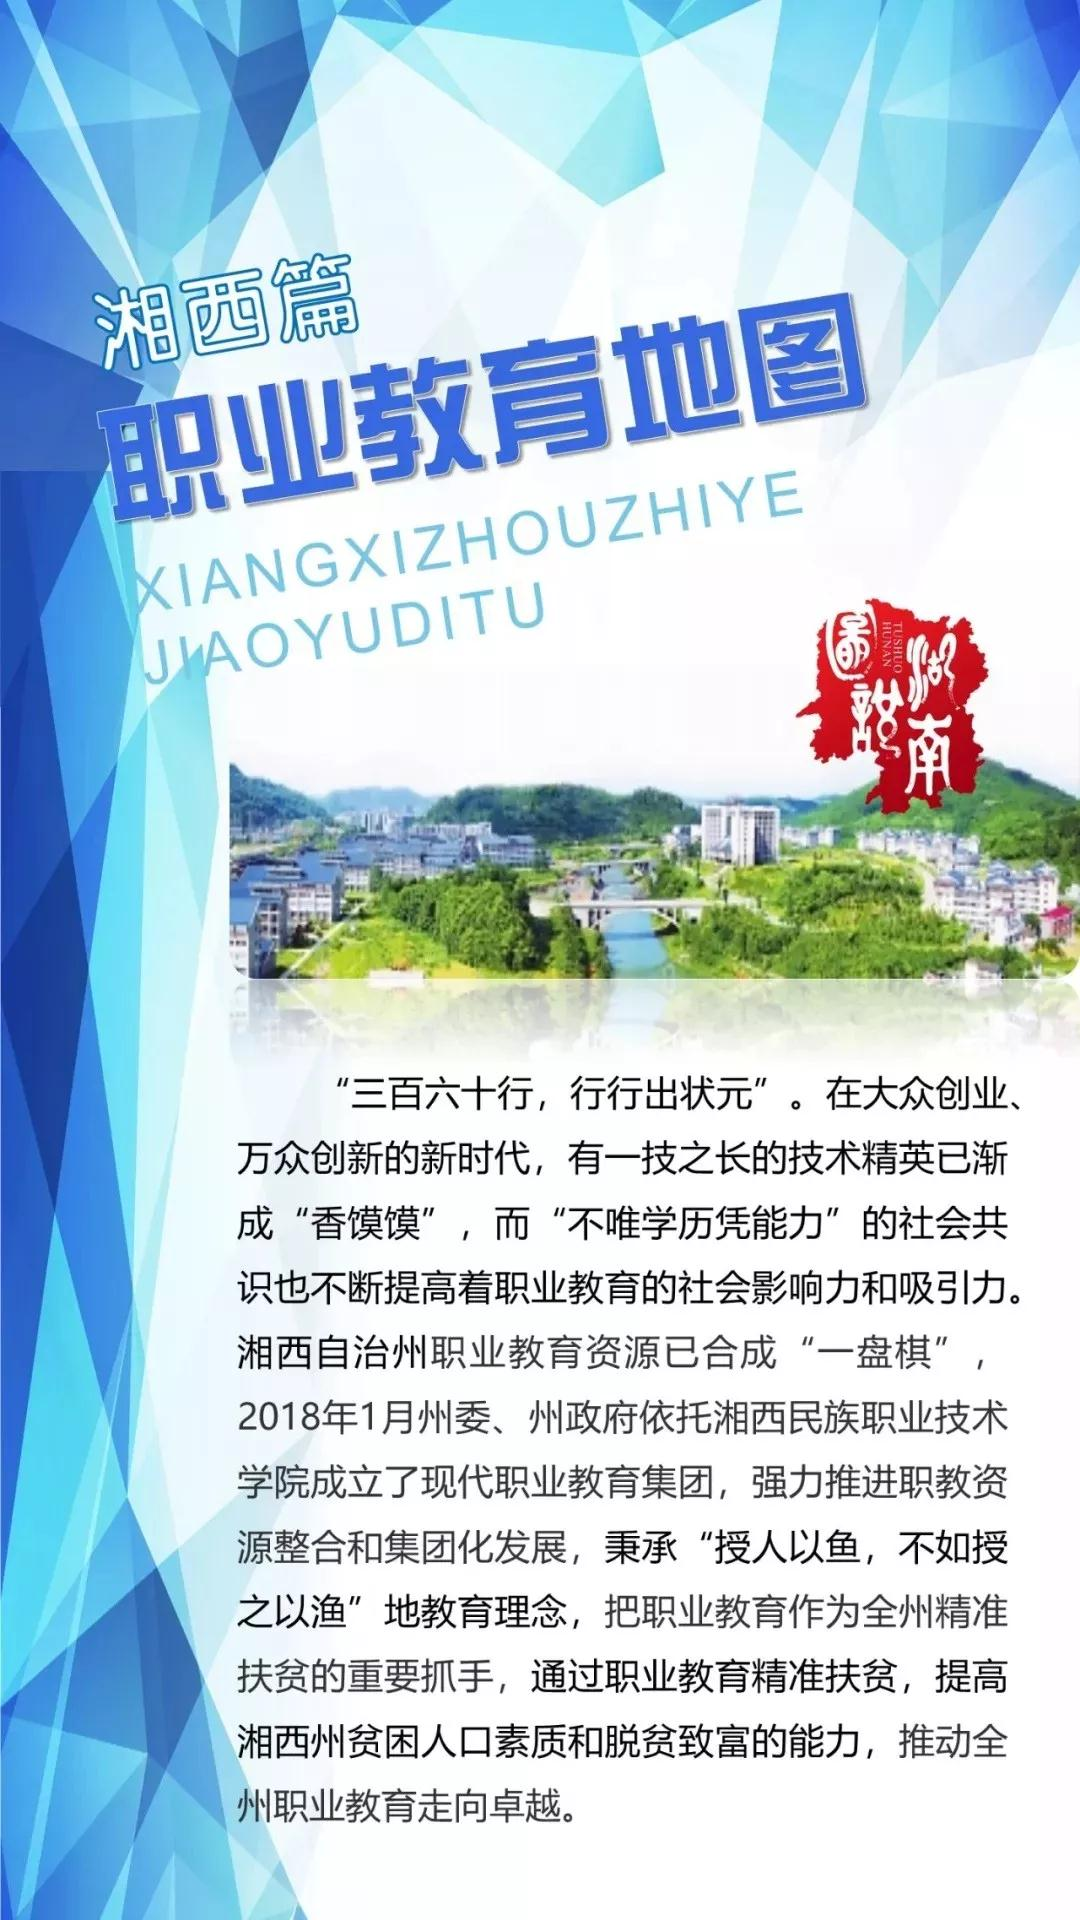 湘西篇
职业教育地图
XIANGXIZHOUZHIYE
JIAOYUDITU
湖南
圖說
TUSHUO
HUNAN
“三百六十行，行行出状元”。在大众创业、
万众创新的新时代，有一技之长的技术精英已渐
成“香馍馍”，而“不唯学历凭能力”的社会共
识也不断提高着职业教育的社会影响力和吸引力。
湘西自治州职业教育资源已合成“一盘棋”，
2018年1月州委、州政府依托湘西民族职业技术
学院成立了现代职业教育集团，强力推进职教资
源整合和集团化发展，秉承“授人以鱼，不如授
之以渔”地教育理念，把职业教育作为全州精准
扶贫的重要抓手，通过职业教育精准扶贫，提高
湘西州贫困人口素质和脱贫致富的能力，推动全
州职业教育走向卓越。